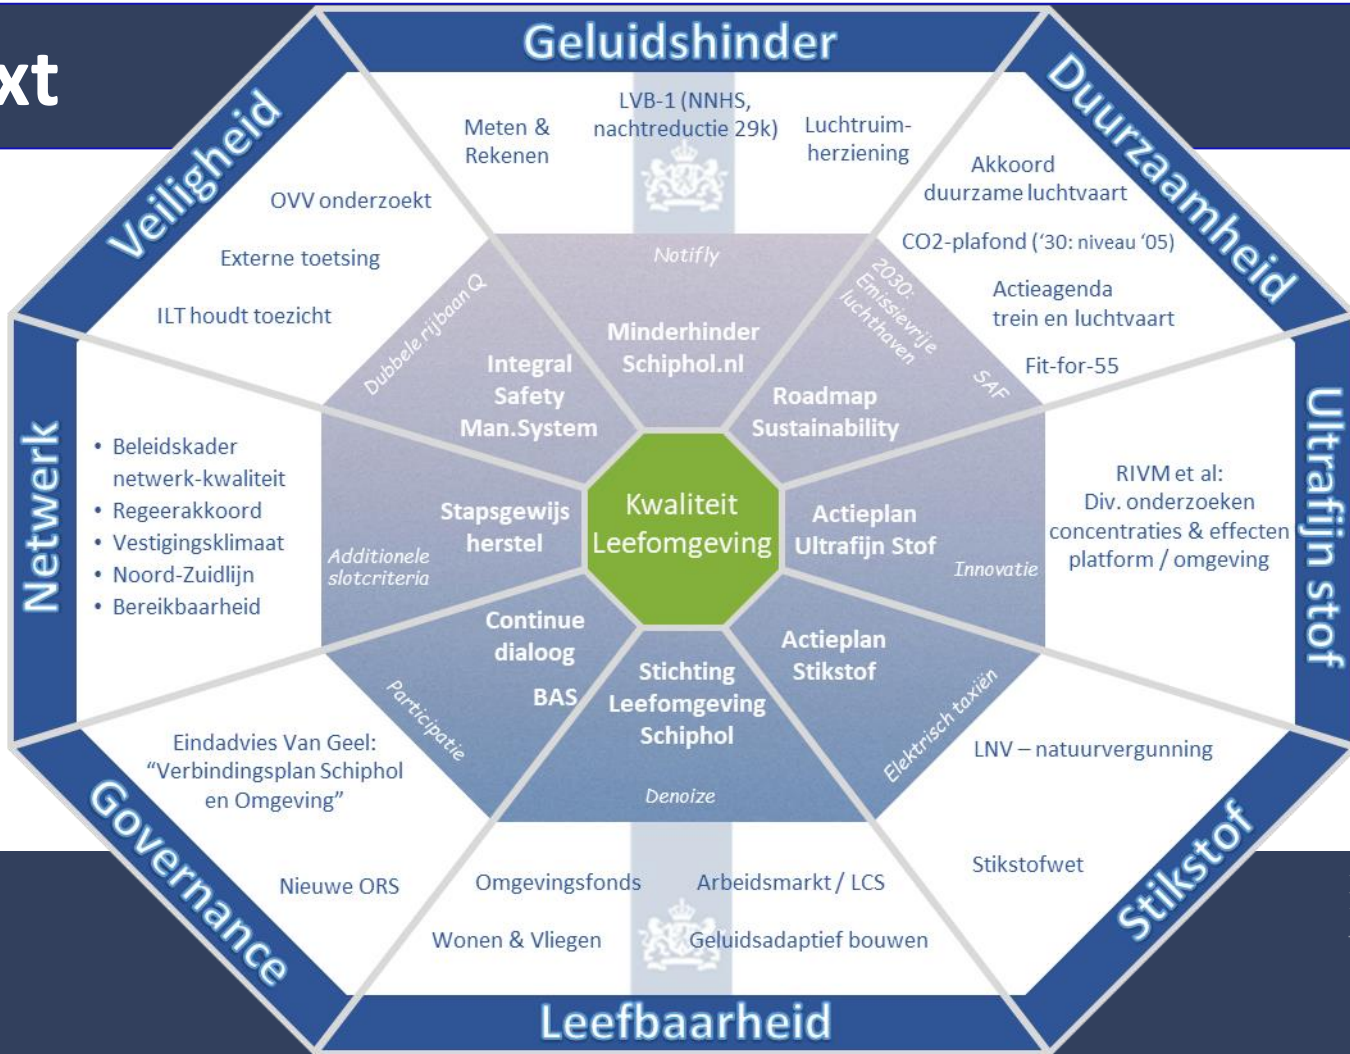 xt
Geluidshinder
Meten &
Rekenen
LVB-1 (NNHS,
nachtreductie 29k)
Luchtruim-
herziening
Duurzaamheid
Akkoord
duurzame luchtvaart
CO2-plafond (‘30: niveau ‘05)
Actieagenda
trein en luchtvaart
Fit-for-55
Ultrafijn stof
RIVM et al:
Div. onderzoeken
concentraties & effecten
platform / omgeving
Stikstof
LNV – natuurvergunning
Stikstofwet
Leefbaarheid
Omgevingsfonds
Arbeidsmarkt / LCS
Wonen & Vliegen
Geluidsadaptief bouwen
Governance
Eindadvies Van Geel:
“Verbindingsplan Schiphol
en Omgeving”
Nieuwe ORS
Netwerk
• Beleidskader
netwerk-kwaliteit
• Regeerakkoord
• Vestigingsklimaat
• Noord-Zuidlijn
• Bereikbaarheid
Veiligheid
OVV onderzoekt
Externe toetsing
ILT houdt toezicht
Notifly
Minderhinder
Schiphol.nl
2030:
Emissievrije
luchthaven
SAF
Roadmap
Sustainability
Actieplan
Ultrafijn Stof
Innovatie
Actieplan
Stikstof
Elektrisch taxiën
Stichting
Leefomgeving
Schiphol
Denoize
Continue
dialoog
BAS
Participatie
Stapsgewijs
herstel
Additionele
slotcriteria
Dubbele rijbaan Q
Integral
Safety
Man.System
Kwaliteit
Leefomgeving